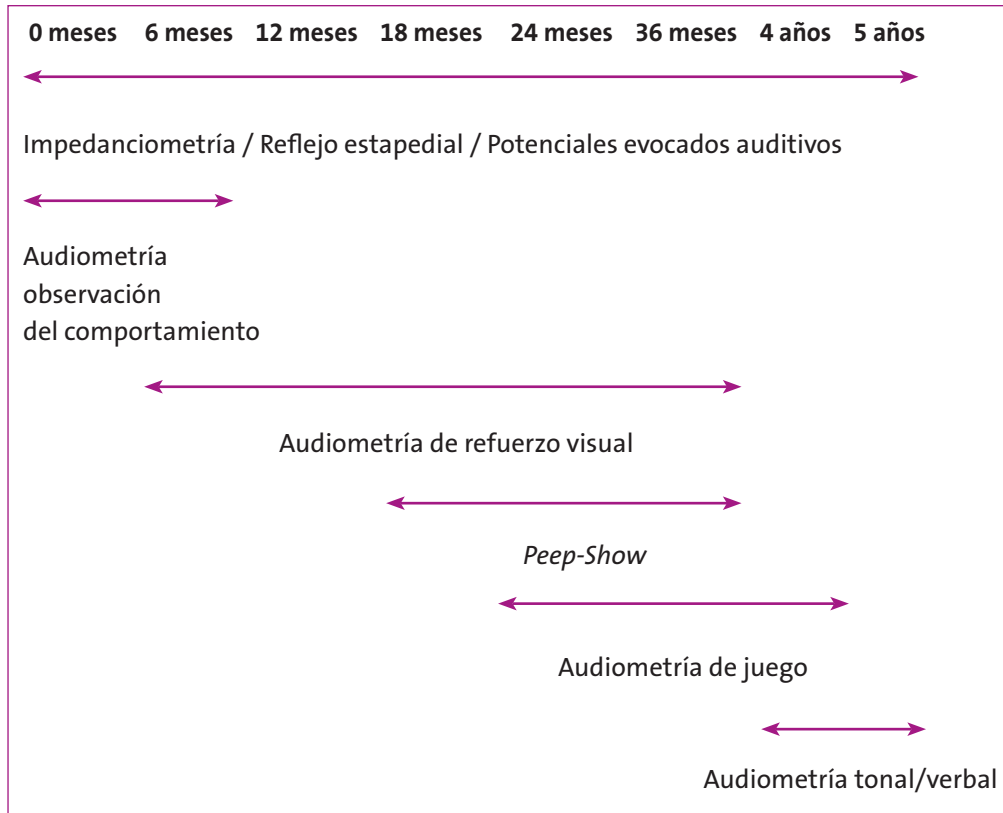 0 meses 6 meses 12 meses 18 meses 24 meses 36 meses 4 años 5 años
Impedanciometría / Reflejo estapedial / Potenciales evocados auditivos
Audiometría
observación
del comportamiento
Audiometría de refuerzo visual
Peep-Show
Audiometría de juego
Audiometría tonal/verbal